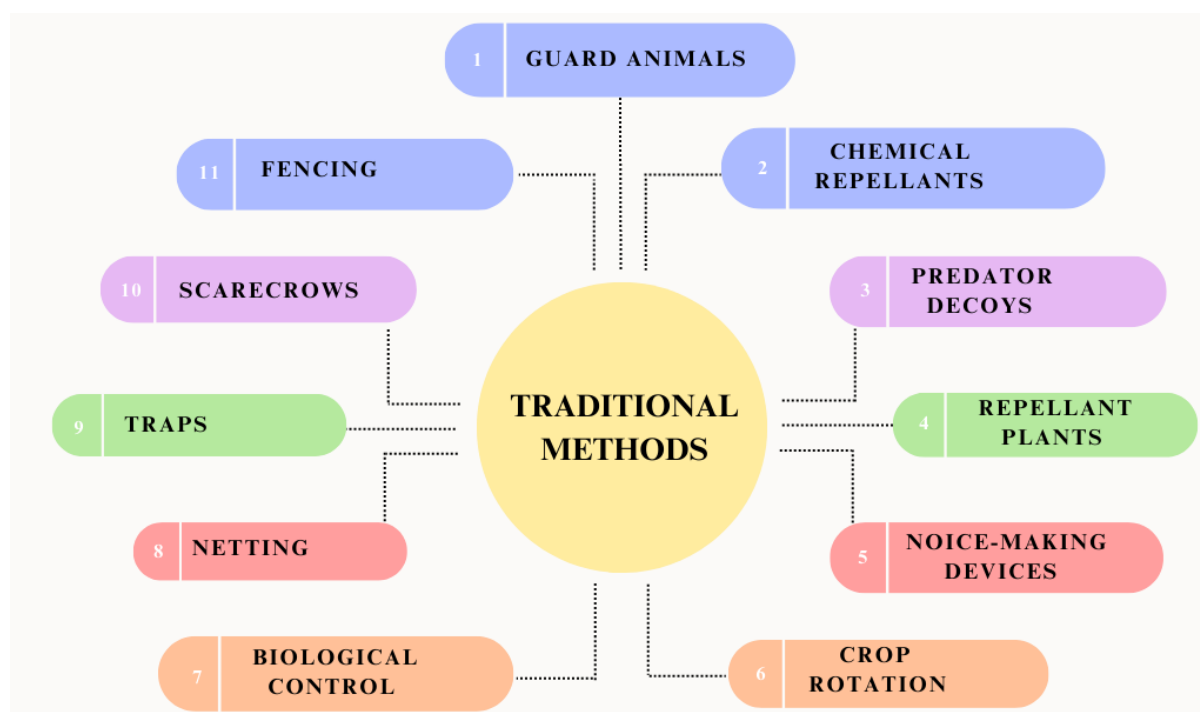 1 GUARD ANIMALS
2 CHEMICAL
REPELLANTS
3 PREDATOR
DECOYS
4 REPELLANT
PLANTS
5 NOICE-MAKING
DEVICES
6 CROP
ROTATION
7 BIOLOGICAL
CONTROL
8 NETTING
9 TRAPS
10 SCARECROWS
11 FENCING
TRADITIONAL
METHODS